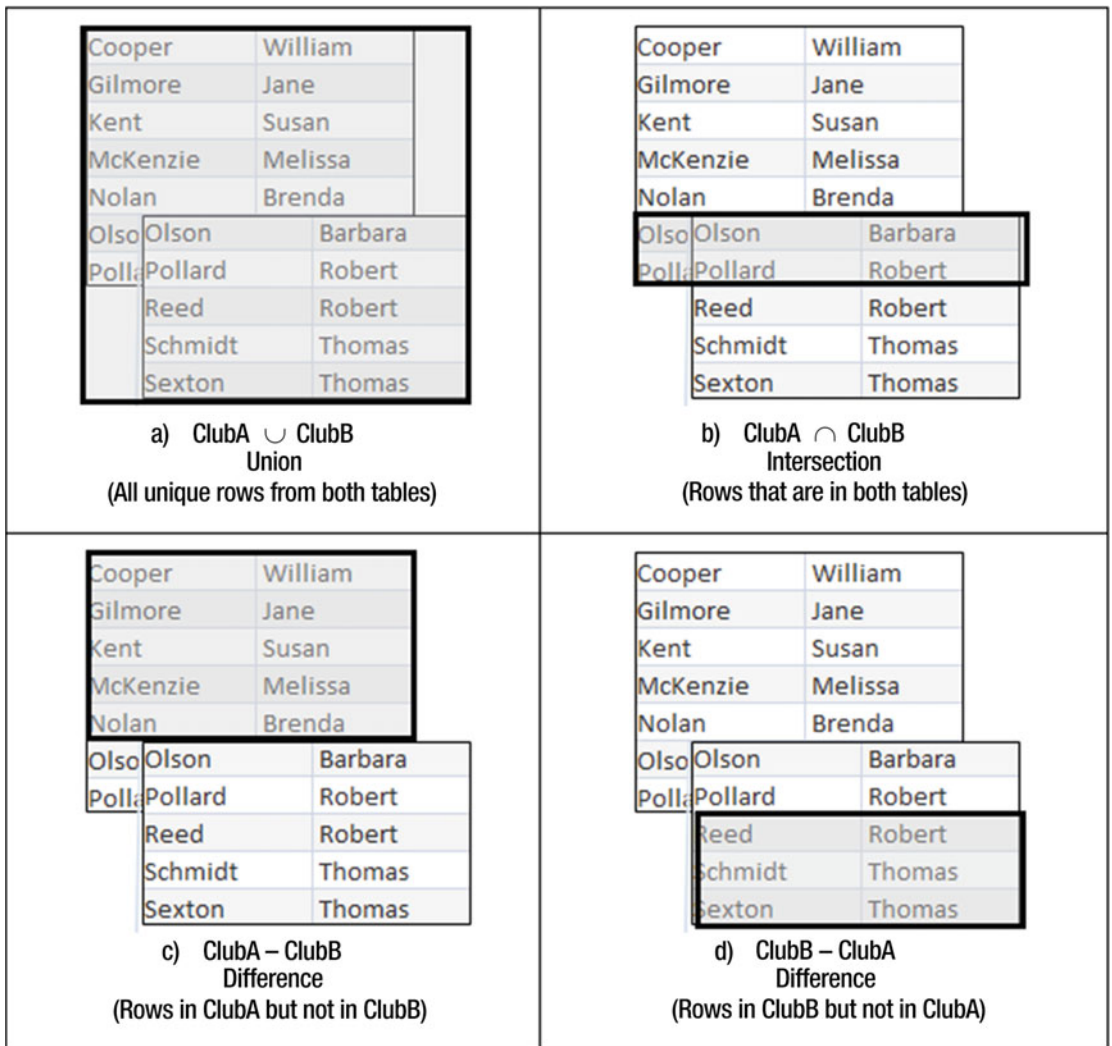 Cooper William
Gilmore Jane
Kent Susan
McKenzie Melissa
Nolan Brenda
Olso Olson Barbara
Polla Pollard Robert
Reed Robert
Schmidt Thomas
Sexton Thomas
a) ClubA ∪ ClubB
Union
(All unique rows from both tables)
Cooper William
Gilmore Jane
Kent Susan
McKenzie Melissa
Nolan Brenda
Olso Olson Barbara
Polla Pollard Robert
Reed Robert
Schmidt Thomas
Sexton Thomas
b) ClubA ∩ ClubB
Intersection
(Rows that are in both tables)
Cooper William
Gilmore Jane
Kent Susan
McKenzie Melissa
Nolan Brenda
Olso Olson Barbara
Polla Pollard Robert
Reed Robert
Schmidt Thomas
Sexton Thomas
c) ClubA – ClubB
Difference
(Rows in ClubA but not in ClubB)
Cooper William
Gilmore Jane
Kent Susan
McKenzie Melissa
Nolan Brenda
Olso Olson Barbara
Polla Pollard Robert
Reed Robert
Schmidt Thomas
Sexton Thomas
d) ClubB – ClubA
Difference
(Rows in ClubB but not in ClubA)